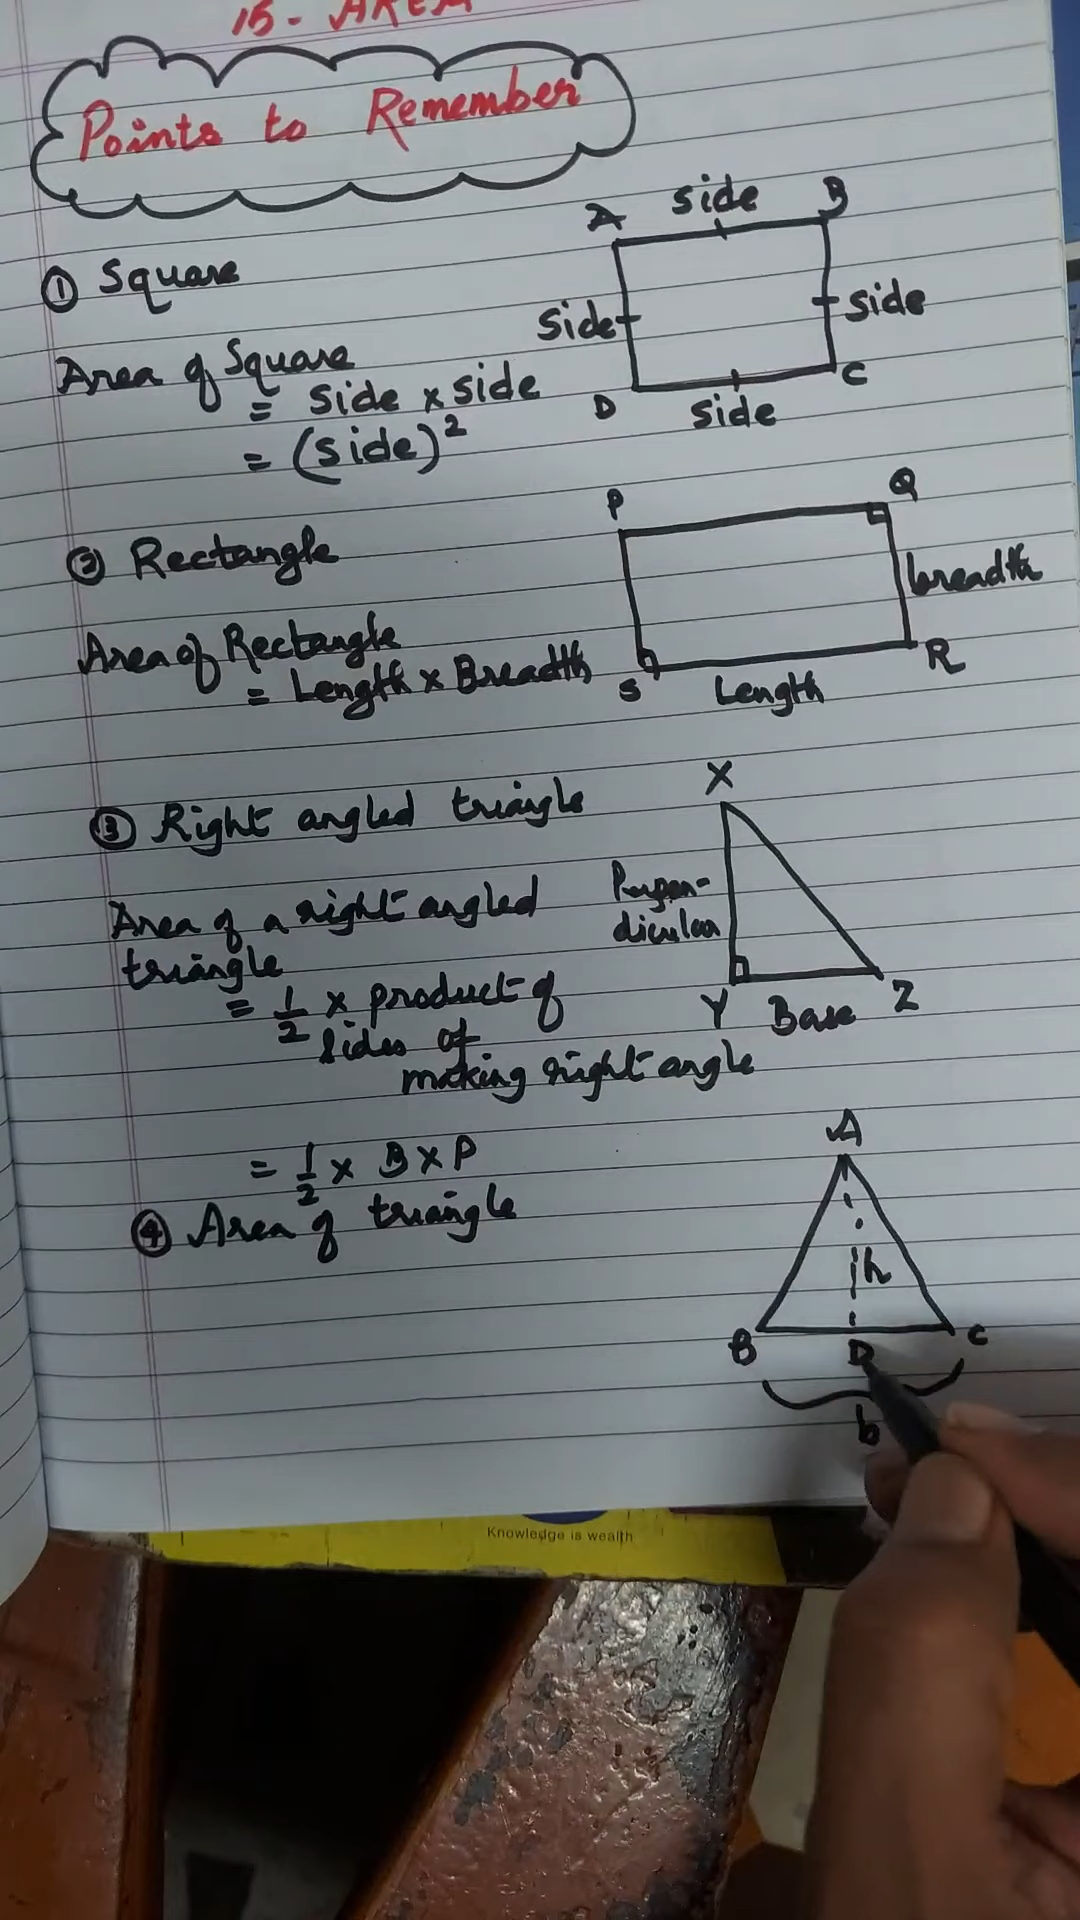 15 - AREA
Points to Remember
① Square
A side B
side
side
D side C
Area of Square
= side × side
= (side)²
② Rectangle
P Q
breadth
S Length R
Area of Rectangle
= Length × Breadth
③ Right angled triangle
X
Perpen-
dicular
Y Base Z
Area of a right angled
triangle
= 1/2 × product of
sides of
making right angle
= 1/2 × B × P
④ Area of triangle
A
h
B D C
b
Knowledge is wealth